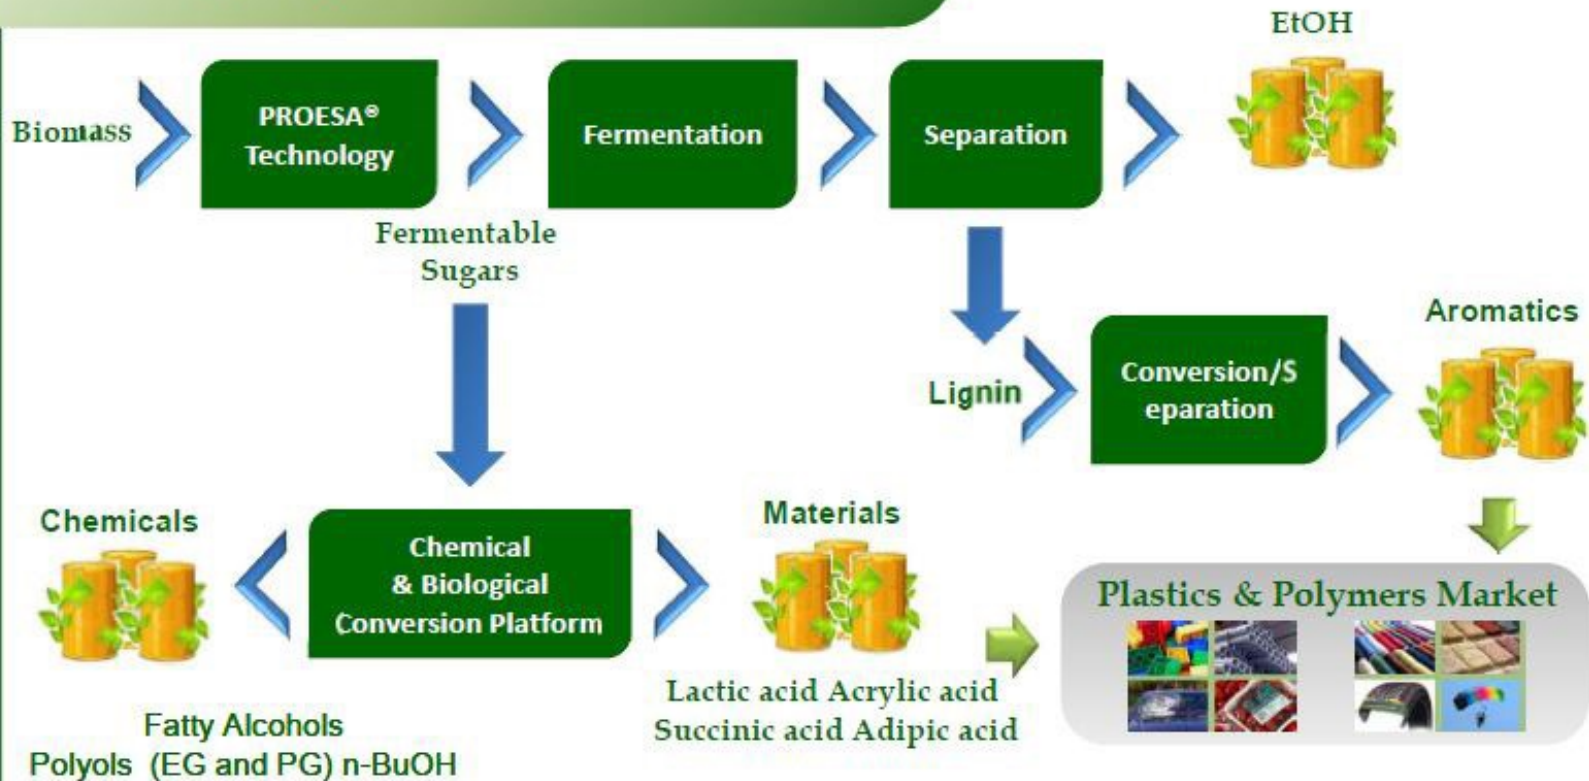 EtOH
Biomass
PROESA®
Technology
Fermentation
Separation
Fermentable
Sugars
Aromatics
Lignin
Conversion/S
eparation
Chemicals
Chemical
& Biological
Conversion Platform
Materials
Plastics & Polymers Market
Lactic acid Acrylic acid
Succinic acid Adipic acid
Fatty Alcohols
Polyols (EG and PG) n-BuOH